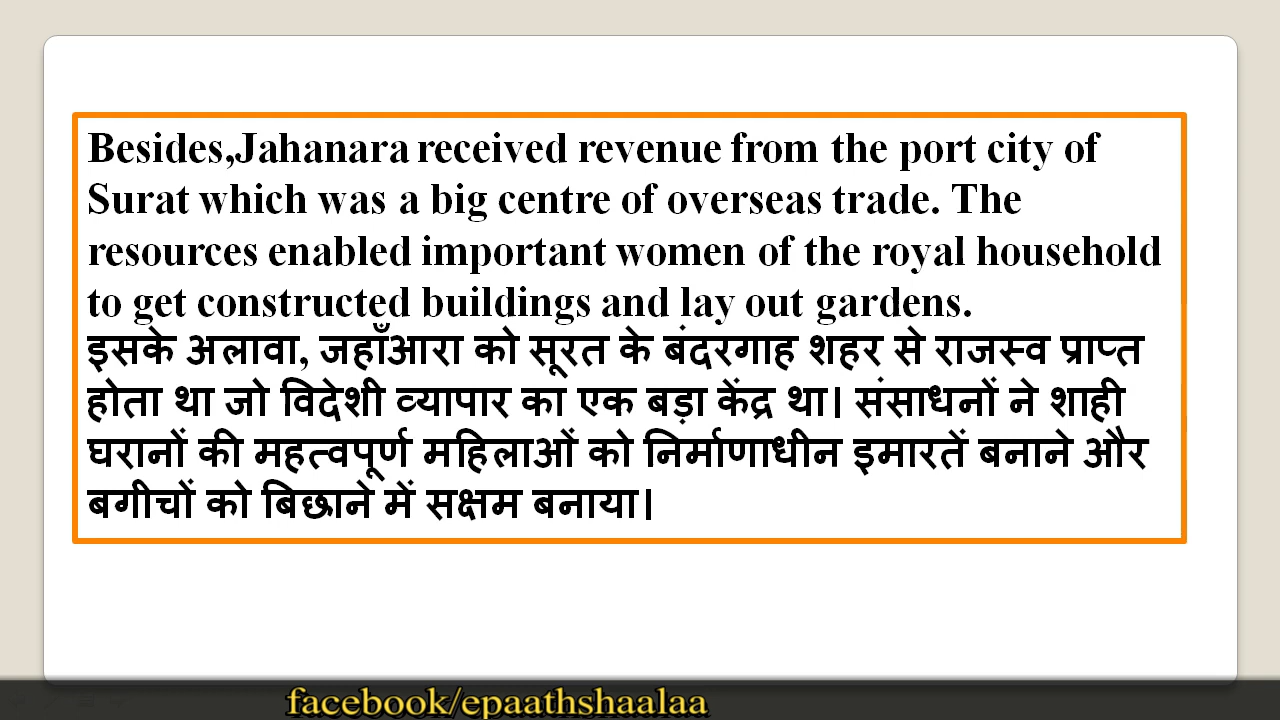 Besides,Jahanara received revenue from the port city of
Surat which was a big centre of overseas trade. The
resources enabled important women of the royal household
to get constructed buildings and lay out gardens.
इसके अलावा, जहाँआरा को सूरत के बंदरगाह शहर से राजस्व प्राप्त
होता था जो विदेशी व्यापार का एक बड़ा केंद्र था। संसाधनों ने शाही
घरानों की महत्वपूर्ण महिलाओं को निर्माणाधीन इमारतें बनाने और
बगीचों को बिछाने में सक्षम बनाया।
facebook/epaathshaalaa